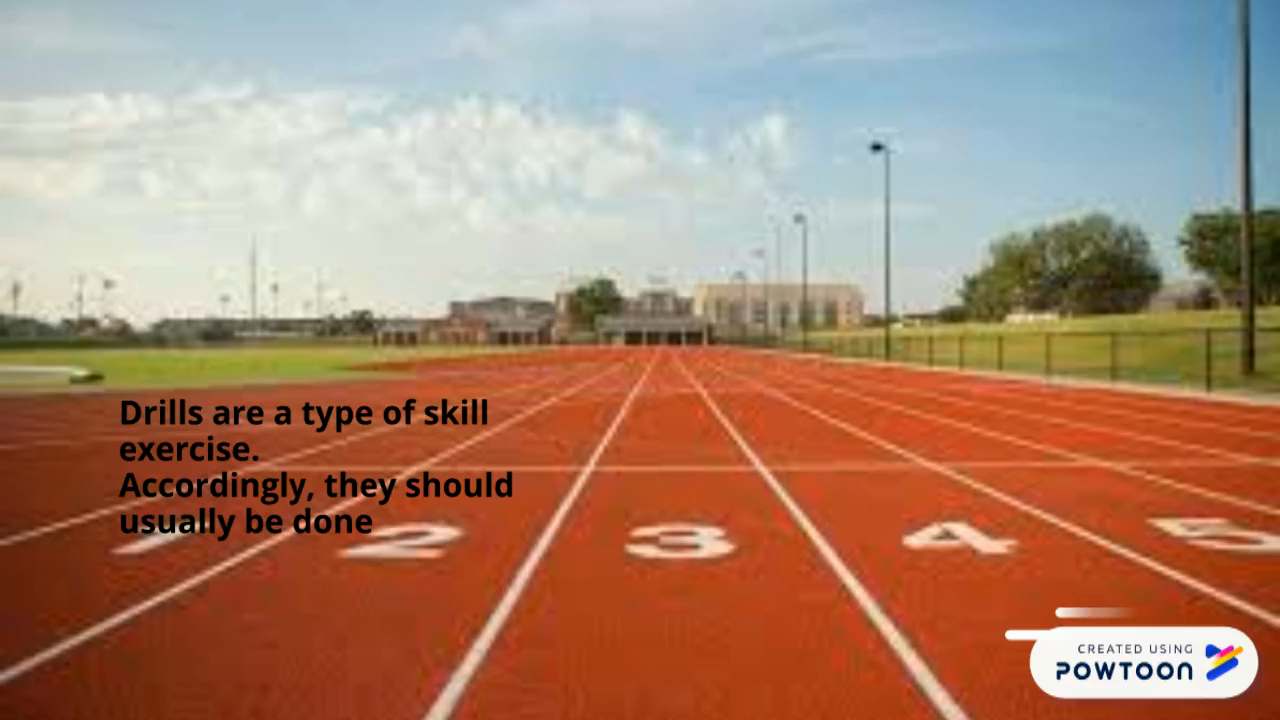 Drills are a type of skill
exercise.
Accordingly, they should
usually be done
1
2
3
4
5
CREATED USING
POWTOON